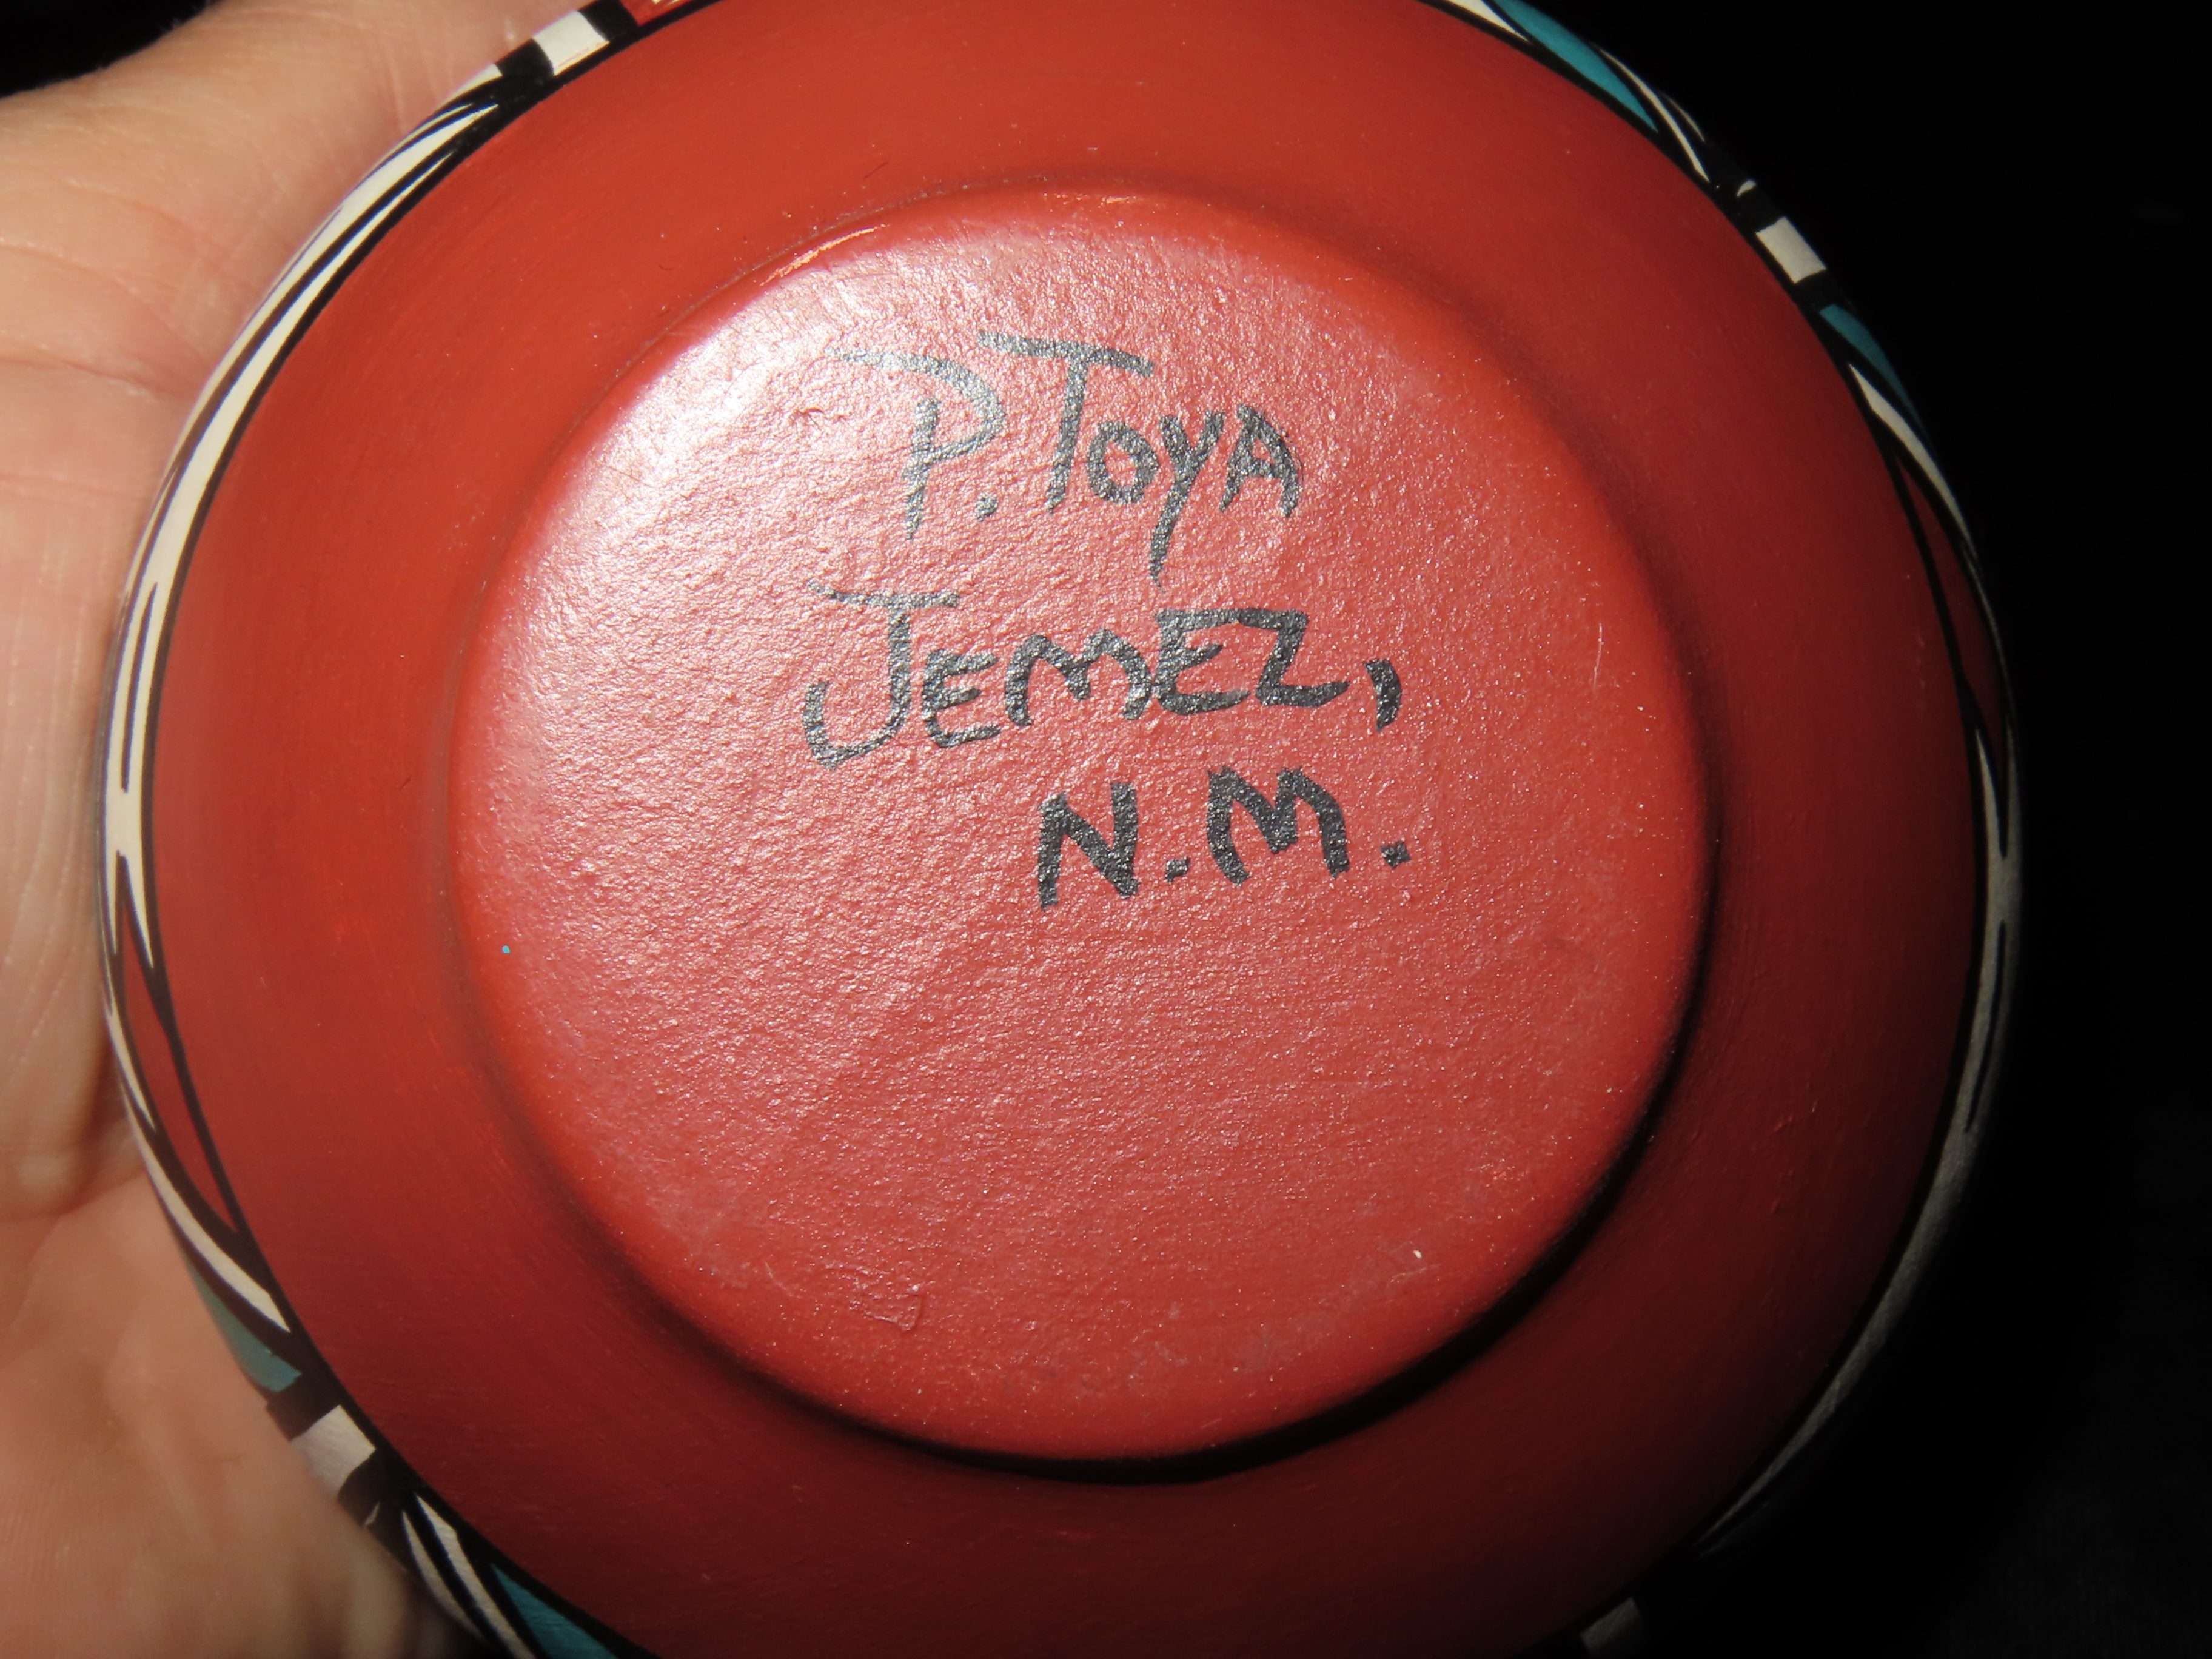 P. Toya
JEMEZ,
N.M.